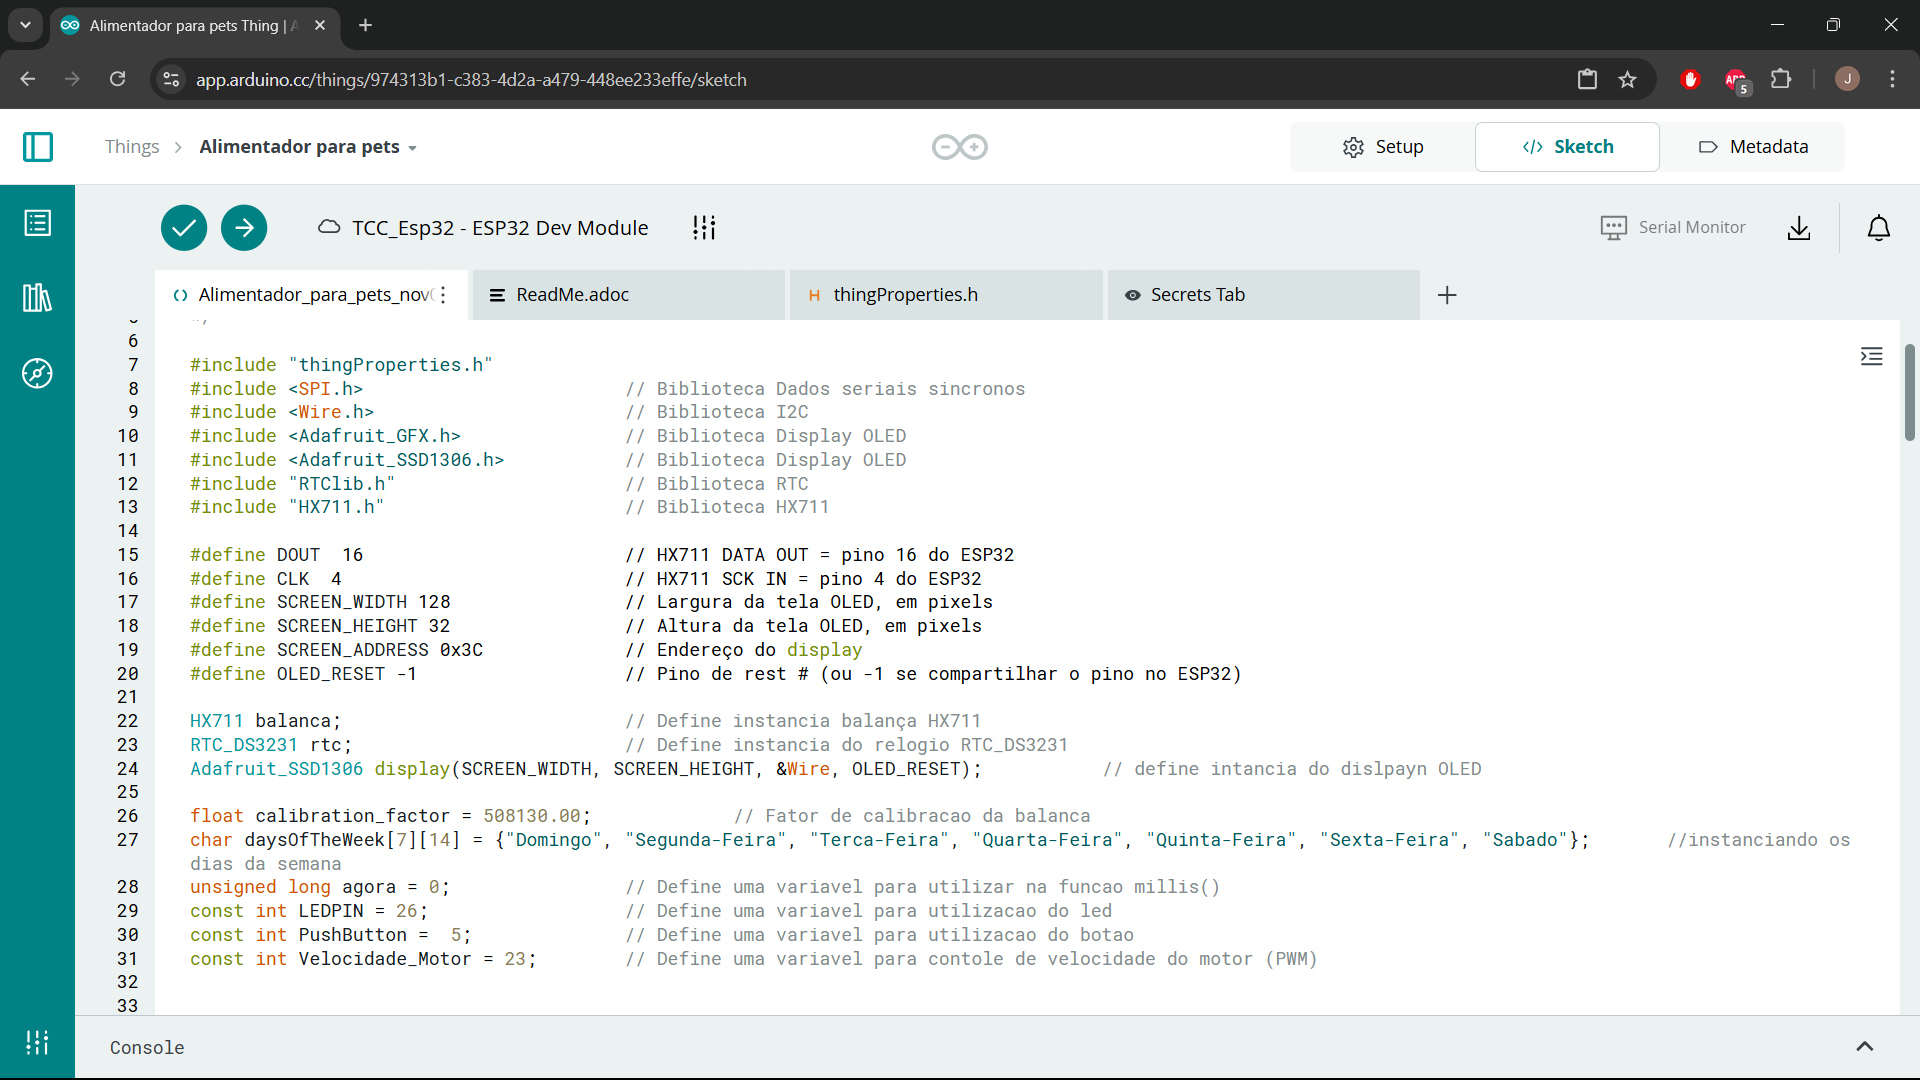 Alimentador para pets Thing | A
app.arduino.cc/things/974313b1-c383-4d2a-a479-448ee233effe/sketch
ABP
5
J
Things > Alimentador para pets
Setup
</> Sketch
Metadata
TCC_Esp32 - ESP32 Dev Module
Serial Monitor
Alimentador_para_pets_nov
ReadMe.adoc
H thingProperties.h
Secrets Tab
6
7 #include "thingProperties.h"
8 #include <SPI.h> // Biblioteca Dados seriais sincronos
9 #include <Wire.h> // Biblioteca I2C
10 #include <Adafruit_GFX.h> // Biblioteca Display OLED
11 #include <Adafruit_SSD1306.h> // Biblioteca Display OLED
12 #include "RTClib.h" // Biblioteca RTC
13 #include "HX711.h" // Biblioteca HX711
14
15 #define DOUT  16 // HX711 DATA OUT = pino 16 do ESP32
16 #define CLK  4 // HX711 SCK IN = pino 4 do ESP32
17 #define SCREEN_WIDTH 128 // Largura da tela OLED, em pixels
18 #define SCREEN_HEIGHT 32 // Altura da tela OLED, em pixels
19 #define SCREEN_ADDRESS 0x3C // Endereço do display
20 #define OLED_RESET -1 // Pino de rest # (ou -1 se compartilhar o pino no ESP32)
21
22 HX711 balanca; // Define instancia balança HX711
23 RTC_DS3231 rtc; // Define instancia do relogio RTC_DS3231
24 Adafruit_SSD1306 display(SCREEN_WIDTH, SCREEN_HEIGHT, &Wire, OLED_RESET); // define intância do dislpayn OLED
25
26 float calibration_factor = 508130.00; // Fator de calibracao da balanca
27 char daysOfTheWeek[7][14] = {"Domingo", "Segunda-Feira", "Terca-Feira", "Quarta-Feira", "Quinta-Feira", "Sexta-Feira", "Sabado"}; //instanciando os
dias da semana
28 unsigned long agora = 0; // Define uma variavel para utilizar na funcao millis()
29 const int LEDPIN = 26; // Define uma variavel para utilizacao do led
30 const int PushButton =  5; // Define uma variavel para utilizacao do botao
31 const int Velocidade_Motor = 23; // Define uma variavel para contole de velocidade do motor (PWM)
32
33
Console